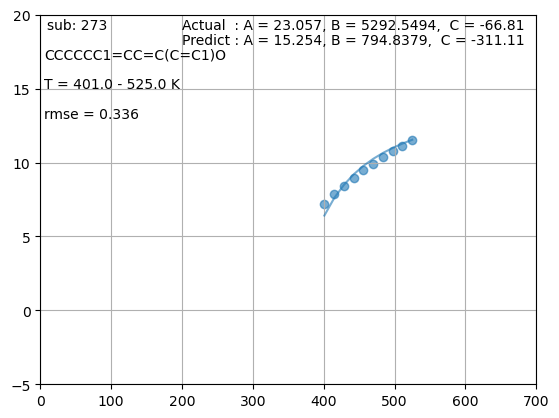 sub: 273
Actual : A = 23.057, B = 5292.5494, C = -66.81
Predict : A = 15.254, B = 794.8379, C = -311.11
CCCCCC1=CC=C(C=C1)O
T = 401.0 - 525.0 K
rmse = 0.336
20
15
10
5
0
-5
0 100 200 300 400 500 600 700